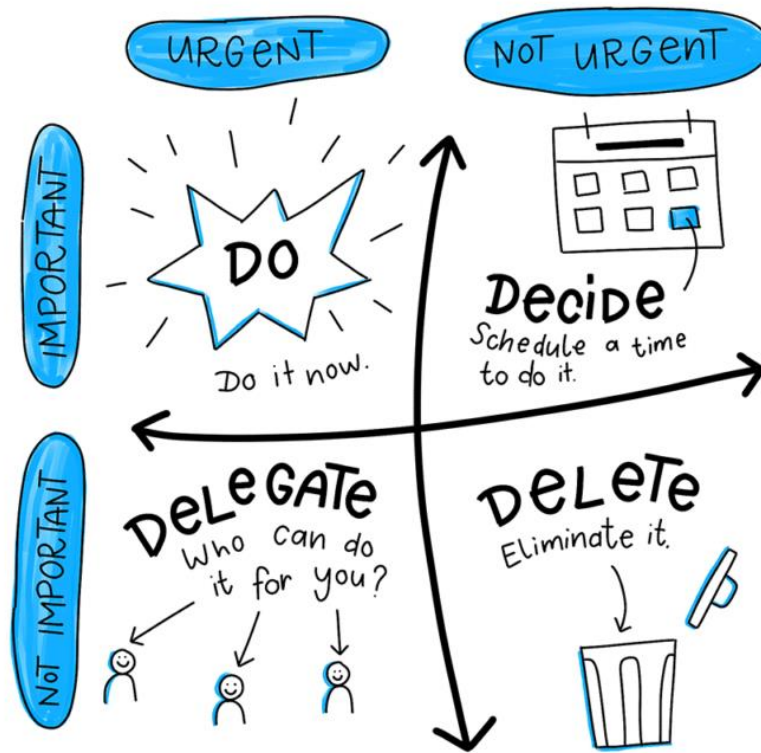 URGENT
NOT URGENT
IMPORTANT
DO
Do it now.
DECIDE
Schedule a time
to do it.
NOT IMPORTANT
DELEGATE
Who can do
it for you?
DELETE
Eliminate it.